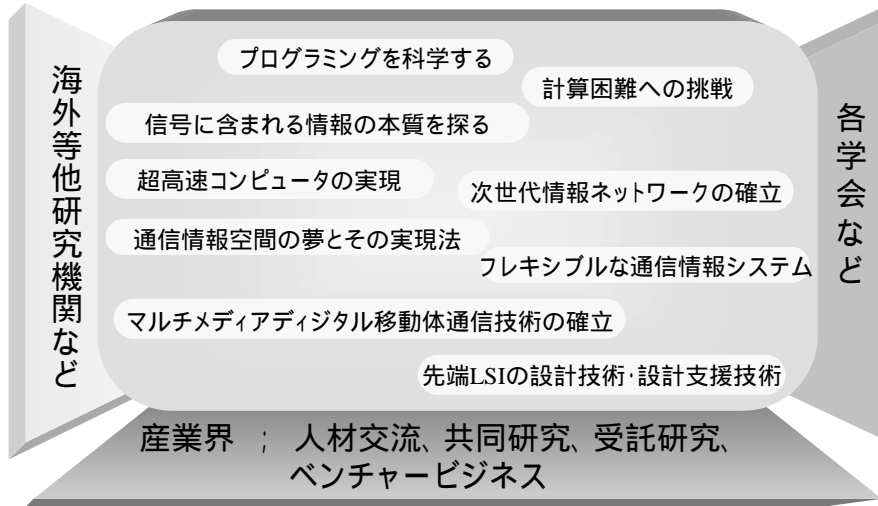 海外等他研究機関など
プログラミングを科学する
計算困難への挑戦
信号に含まれる情報の本質を探る
超高速コンピュータの実現
次世代情報ネットワークの確立
通信情報空間の夢とその実現法
フレキシブルな通信情報システム
マルチメディアディジタル移動体通信技術の確立
先端LSIの設計技術・設計支援技術
各学会など
産業界 ; 人材交流、共同研究、受託研究、
ベンチャービジネス